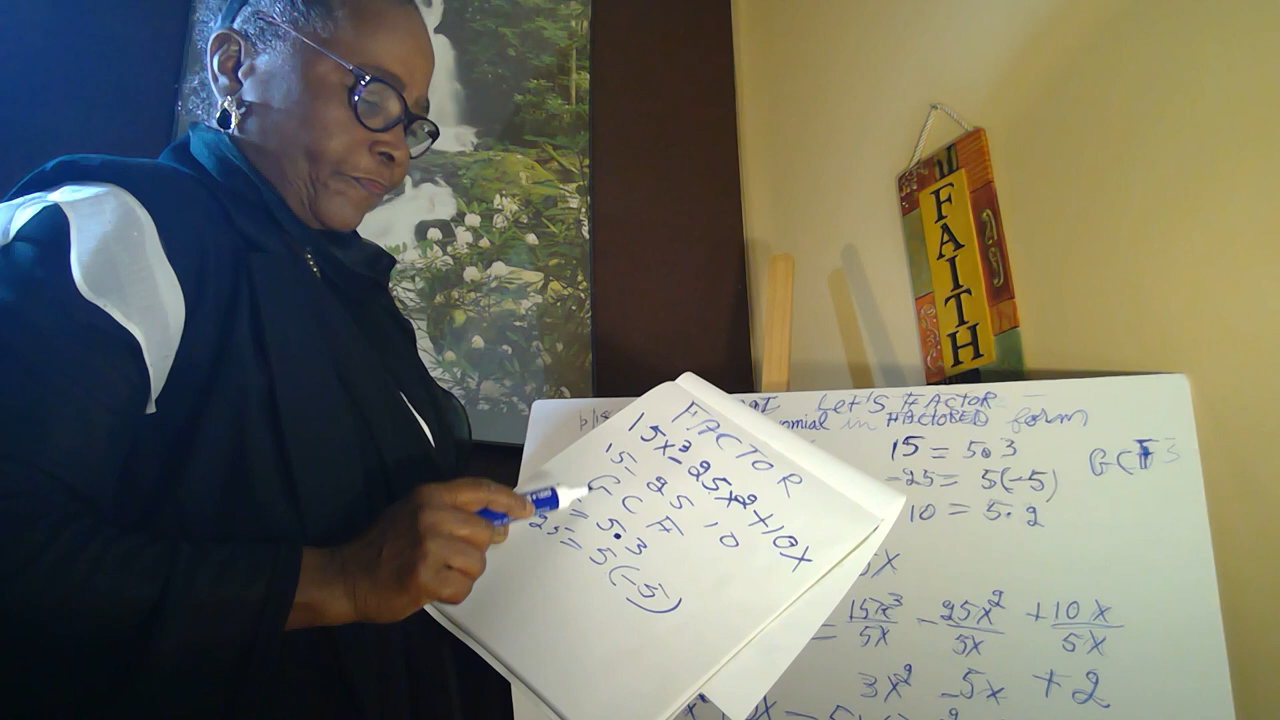 FAITH
FACTOR
15x³-25x²+10x
15- 25 10
GCF
= 5.3
25= 5(-5)
LET'S FACTOR
in FACTORED form
15 = 5.3
-25= 5(-5)
10 = 5.2
GCF
= 15x³/5x - 25x²/5x + 10x/5x
3x² -5x +2